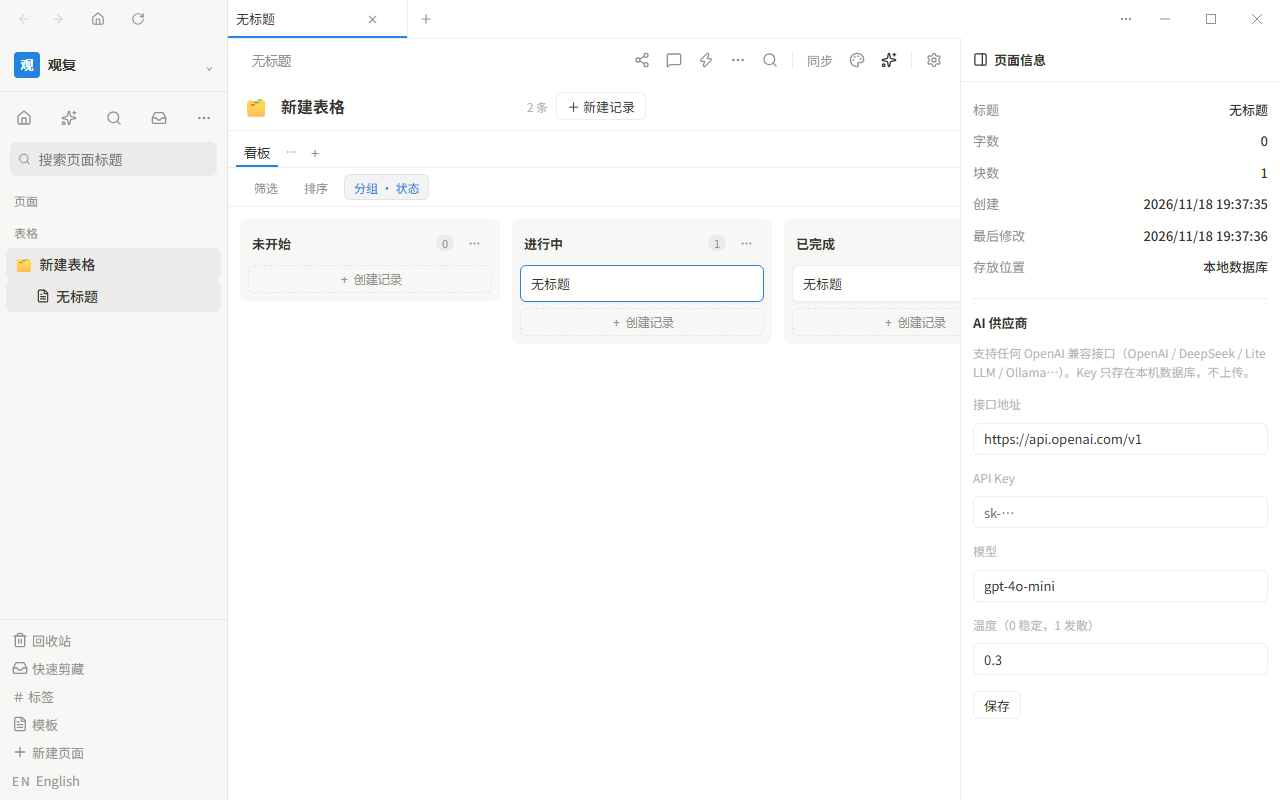 无标题
观 观复
搜索页面标题
页面
表格
新建表格
无标题
回收站
快速剪藏
# 标签
模板
新建页面
EN English
无标题
同步
新建表格
2 条
+ 新建记录
看板 ··· +
筛选 排序 分组 · 状态
未开始 0 ···
+ 创建记录
进行中 1 ···
无标题
+ 创建记录
已完成
无标题
+ 创建记录
页面信息
标题 无标题
字数 0
块数 1
创建 2026/11/18 19:37:35
最后修改 2026/11/18 19:37:36
存放位置 本地数据库
AI 供应商
支持任何 OpenAI 兼容接口（OpenAI / DeepSeek / Lite
LLM / Ollama…）。Key 只存在本机数据库，不上传。
接口地址
https://api.openai.com/v1
API Key
sk-…
模型
gpt-4o-mini
温度（0 稳定，1 发散）
0.3
保存